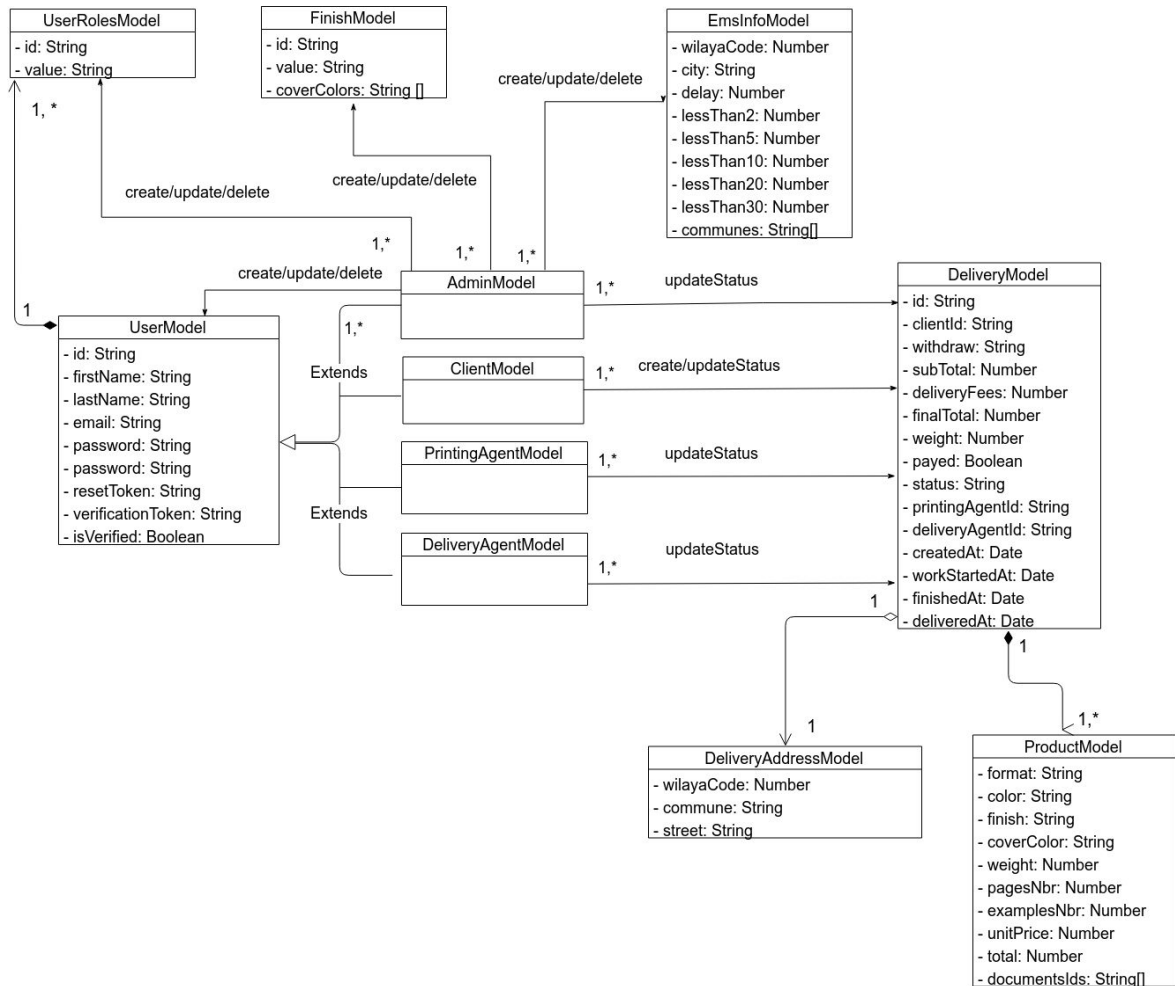 UserRolesModel
- id: String
- value: String
FinishModel
- id: String
- value: String
- coverColors: String []
EmsInfoModel
- wilayaCode: Number
- city: String
- delay: Number
- lessThan2: Number
- lessThan5: Number
- lessThan10: Number
- lessThan20: Number
- lessThan30: Number
- communes: String[]
create/update/delete
1, *
create/update/delete
create/update/delete
1,*
1,*
1,*
create/update/delete
AdminModel
1,*
updateStatus
1,*
DeliveryModel
- id: String
- clientId: String
- withdraw: String
- subTotal: Number
- deliveryFees: Number
- finalTotal: Number
- weight: Number
- payed: Boolean
- status: String
- printingAgentId: String
- deliveryAgentId: String
- createdAt: Date
- workStartedAt: Date
- finishedAt: Date
- deliveredAt: Date
1
UserModel
- id: String
- firstName: String
- lastName: String
- email: String
- password: String
- password: String
- resetToken: String
- verificationToken: String
- isVerified: Boolean
Extends
ClientModel
1,*
create/updateStatus
PrintingAgentModel
1,*
updateStatus
Extends
DeliveryAgentModel
1,*
updateStatus
1
1
1
1,*
DeliveryAddressModel
- wilayaCode: Number
- commune: String
- street: String
ProductModel
- format: String
- color: String
- finish: String
- coverColor: String
- weight: Number
- pagesNbr: Number
- examplesNbr: Number
- unitPrice: Number
- total: Number
- documentsIds: String[]